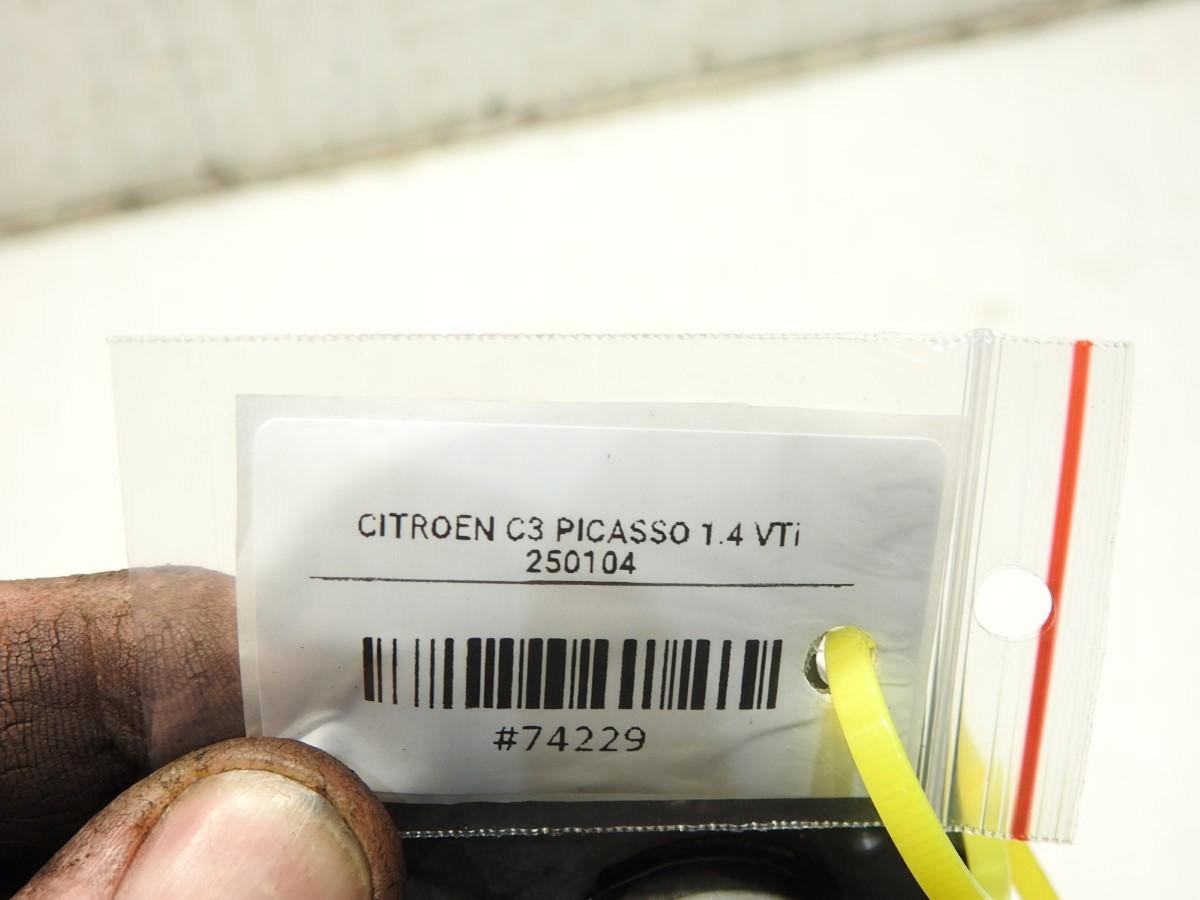 CITROEN C3 PICASSO 1.4 VTi
250104
#74229